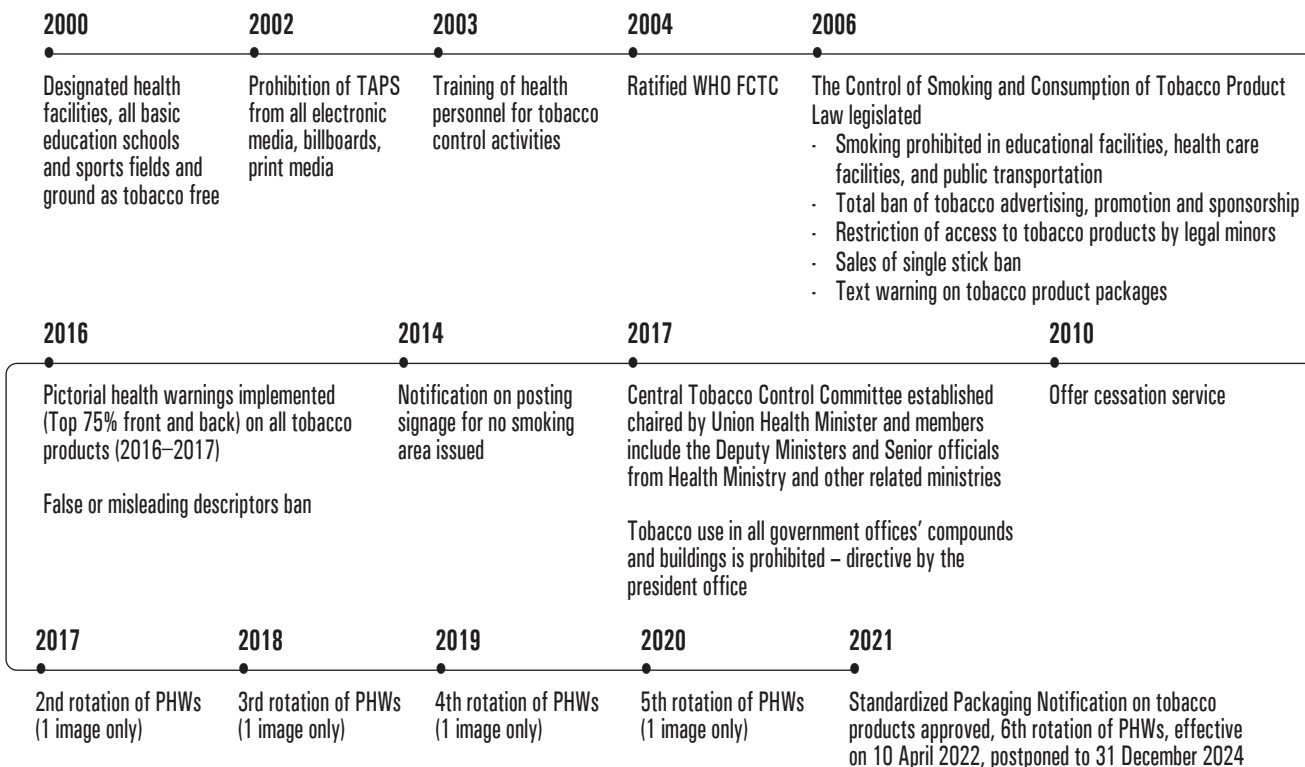 2000
Designated health
facilities, all basic
education schools
and sports fields and
ground as tobacco free
2002
Prohibition of TAPS
from all electronic
media, billboards,
print media
2003
Training of health
personnel for tobacco
control activities
2004
Ratified WHO FCTC
2006
The Control of Smoking and Consumption of Tobacco Product
Law legislated
- Smoking prohibited in educational facilities, health care
facilities, and public transportation
- Total ban of tobacco advertising, promotion and sponsorship
- Restriction of access to tobacco products by legal minors
- Sales of single stick ban
- Text warning on tobacco product packages
2016
Pictorial health warnings implemented
(Top 75% front and back) on all tobacco
products (2016–2017)
False or misleading descriptors ban
2014
Notification on posting
signage for no smoking
area issued
2017
Central Tobacco Control Committee established
chaired by Union Health Minister and members
include the Deputy Ministers and Senior officials
from Health Ministry and other related ministries
Tobacco use in all government offices’ compounds
and buildings is prohibited – directive by the
president office
2010
Offer cessation service
2017
2nd rotation of PHWs
(1 image only)
2018
3rd rotation of PHWs
(1 image only)
2019
4th rotation of PHWs
(1 image only)
2020
5th rotation of PHWs
(1 image only)
2021
Standardized Packaging Notification on tobacco
products approved, 6th rotation of PHWs, effective
on 10 April 2022, postponed to 31 December 2024